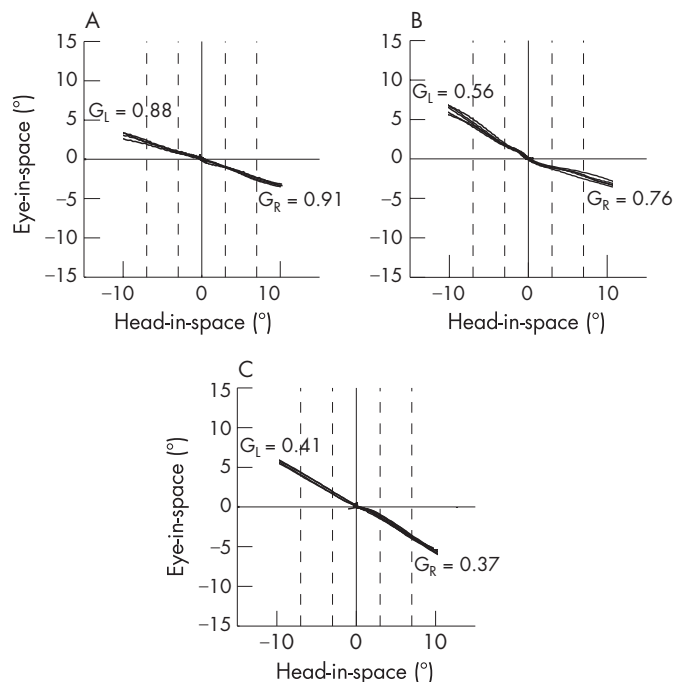 A
15
10
5
0
−5
−10
−15
G_L = 0.88
G_R = 0.91
−10 0 10
Eye-in-space (°)
Head-in-space (°)
B
15
10
5
0
−5
−10
−15
G_L = 0.56
G_R = 0.76
−10 0 10
Head-in-space (°)
C
15
10
5
0
−5
−10
−15
G_L = 0.41
G_R = 0.37
−10 0 10
Eye-in-space (°)
Head-in-space (°)